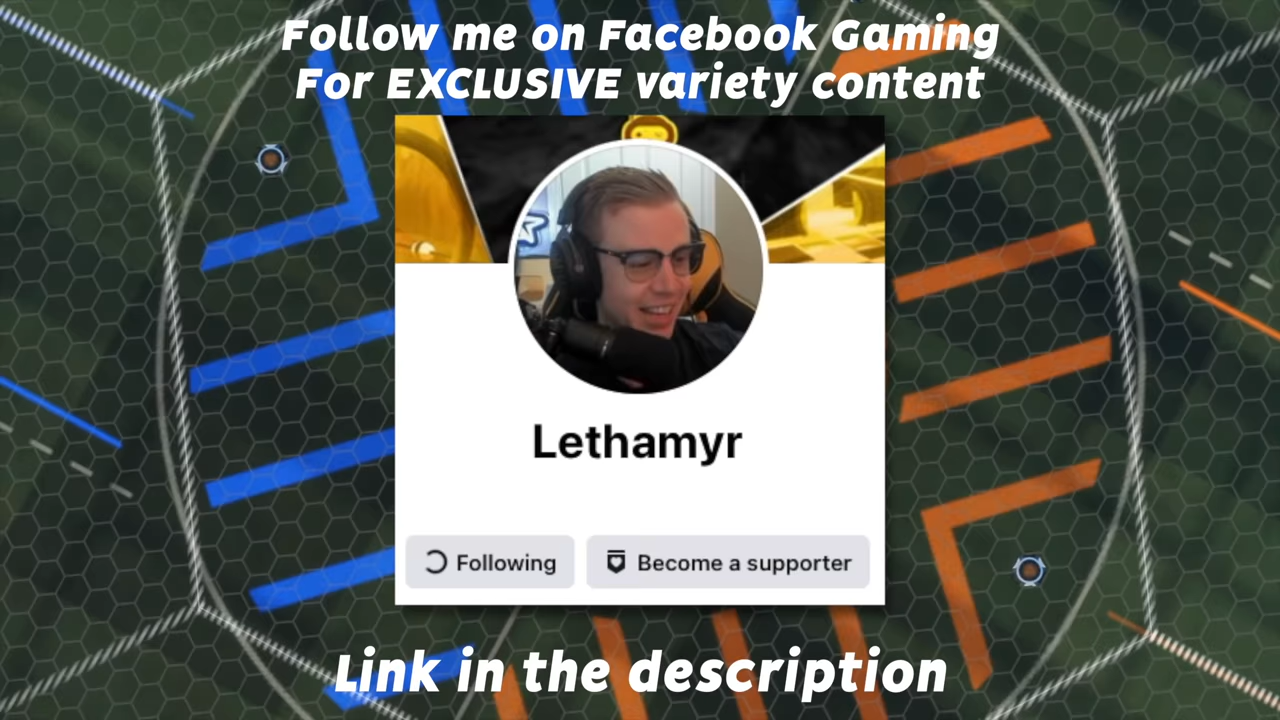 Follow me on Facebook Gaming
For EXCLUSIVE variety content
Lethamyr
Following
Become a supporter
Link in the description